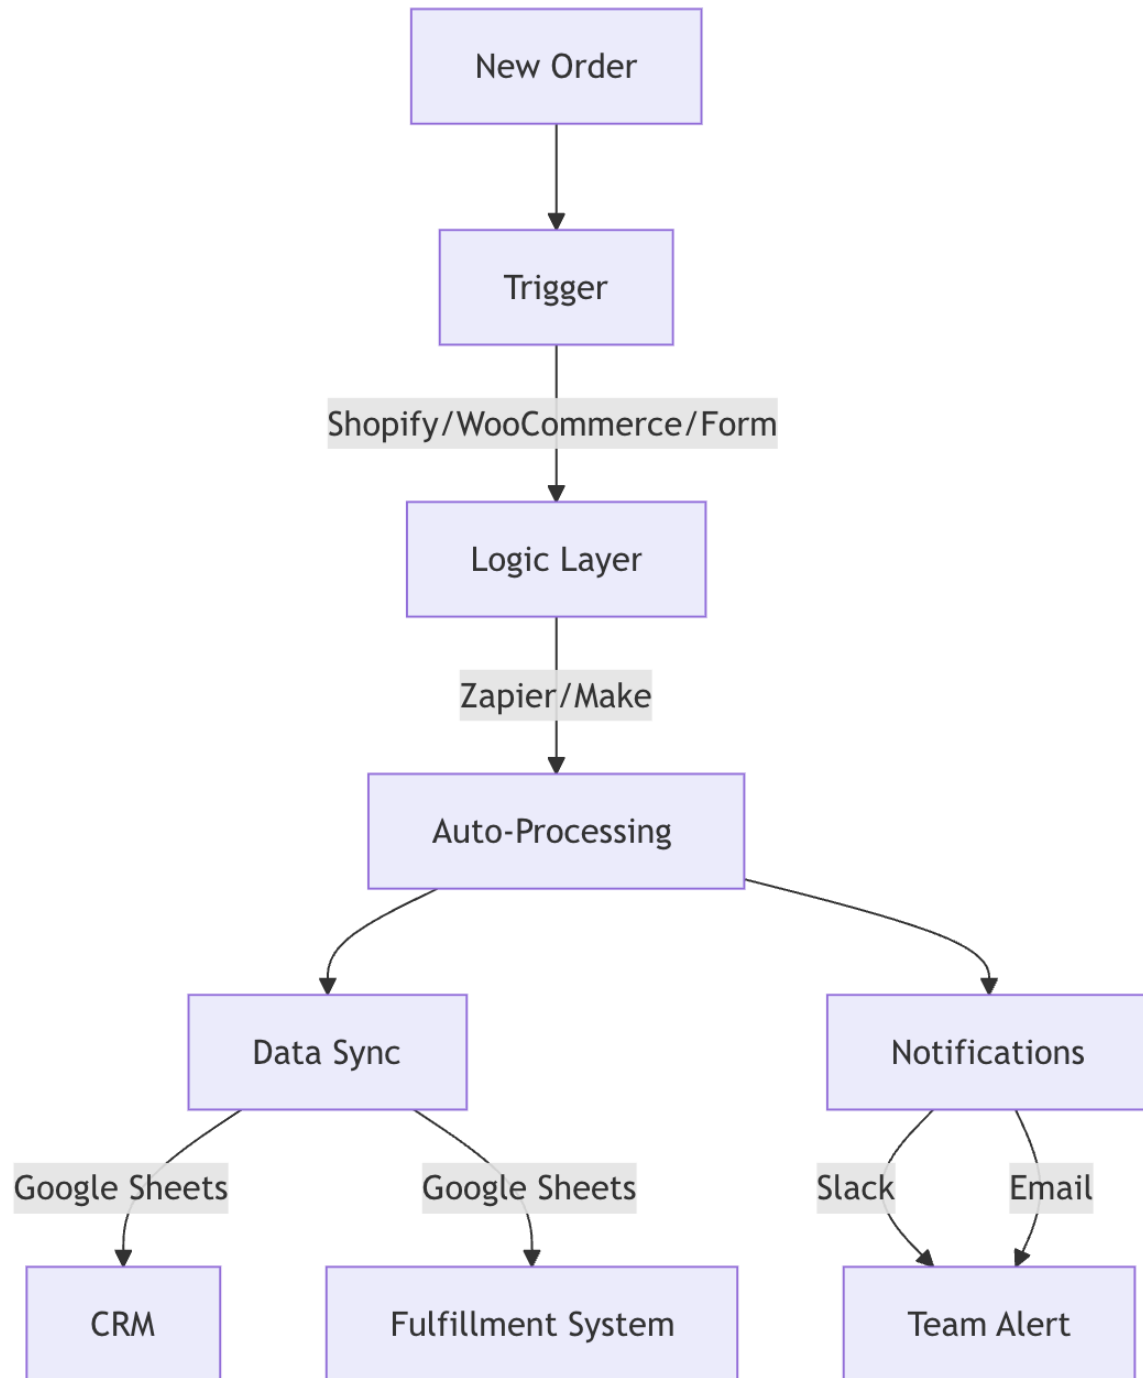 New Order
Trigger
Shopify/WooCommerce/Form
Logic Layer
Zapier/Make
Auto-Processing
Data Sync
Notifications
Google Sheets
Google Sheets
Slack
Email
CRM
Fulfillment System
Team Alert